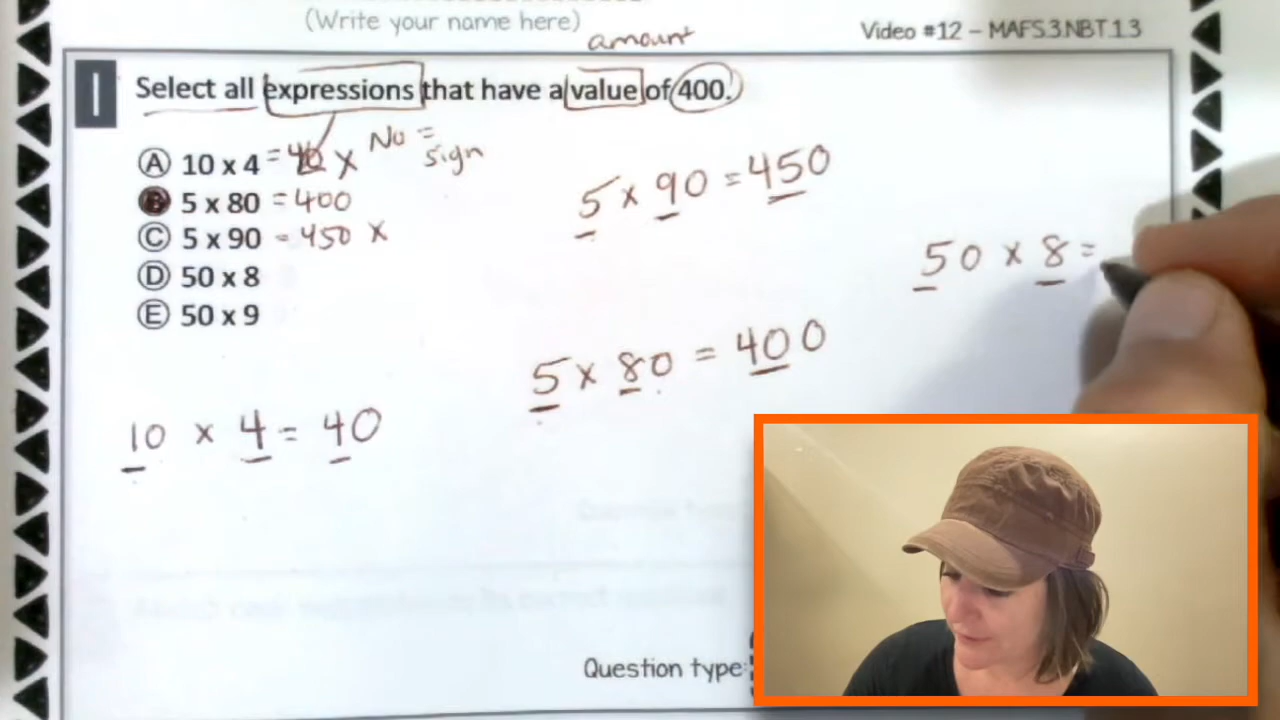 (Write your name here)
amount
Video #12 – MAFS.3.NBT.1.3
1 Select all expressions that have a value of 400.
No =
sign
A 10 x 4 = 40 x
B 5 x 80 = 400
C 5 x 90 = 450 x
D 50 x 8
E 50 x 9
5 x 90 = 450
50 x 8 =
5 x 80 = 400
10 x 4 = 40
Question type: